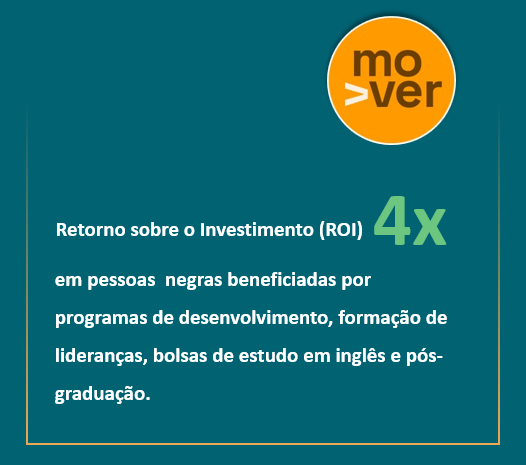 mo
>ver
Retorno sobre o Investimento (ROI) 4x
em pessoas  negras beneficiadas por
programas de desenvolvimento, formação de
lideranças, bolsas de estudo em inglês e pós-
graduação.